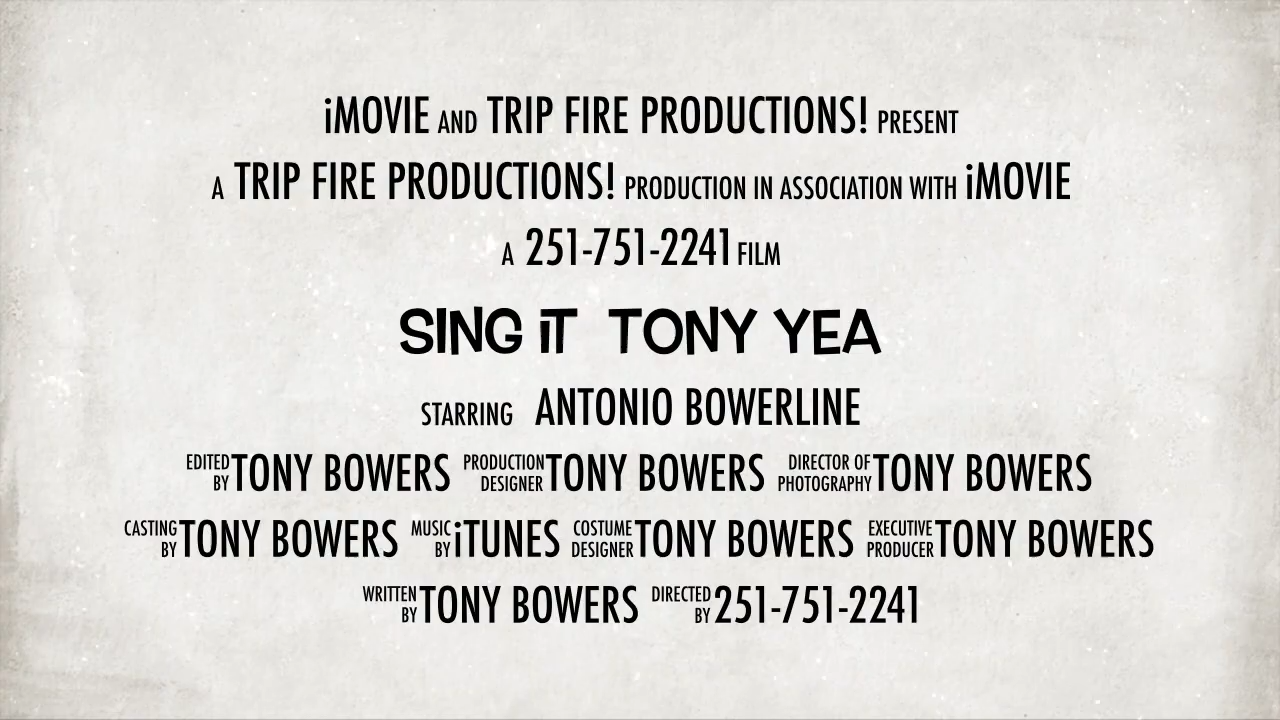 iMOVIE AND TRIP FIRE PRODUCTIONS! PRESENT
A TRIP FIRE PRODUCTIONS! PRODUCTION IN ASSOCIATION WITH iMOVIE
A 251-751-2241 FILM
SING iT TONY YEA
STARRING ANTONIO BOWERLINE
EDITED BY TONY BOWERS PRODUCTION DESIGNER TONY BOWERS DIRECTOR OF PHOTOGRAPHY TONY BOWERS
CASTING BY TONY BOWERS MUSIC BY iTUNES COSTUME DESIGNER TONY BOWERS EXECUTIVE PRODUCER TONY BOWERS
WRITTEN BY TONY BOWERS DIRECTED BY 251-751-2241